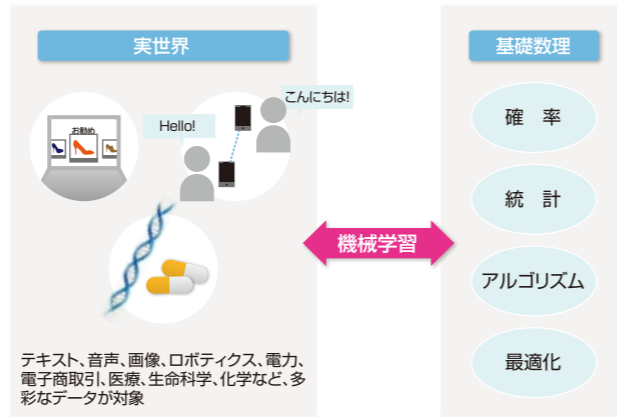 実世界
お勧め
Hello!
こんにちは!
テキスト、音声、画像、ロボティクス、電力、
電子商取引、医療、生命科学、化学など、多
彩なデータが対象
機械学習
基礎数理
確　率
統　計
アルゴリズム
最適化